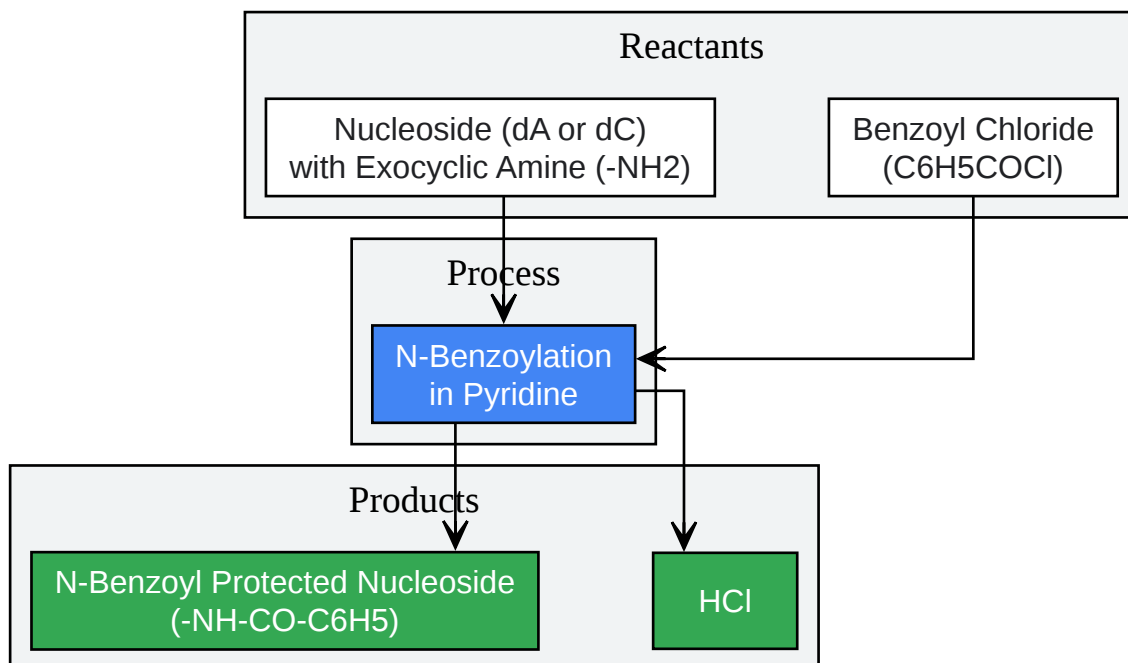 Reactants
Nucleoside (dA or dC)
with Exocyclic Amine (-NH2)
Benzoyl Chloride
(C6H5COCl)
Process
N-Benzoylation
in Pyridine
Products
N-Benzoyl Protected Nucleoside
(-NH-CO-C6H5)
HCl